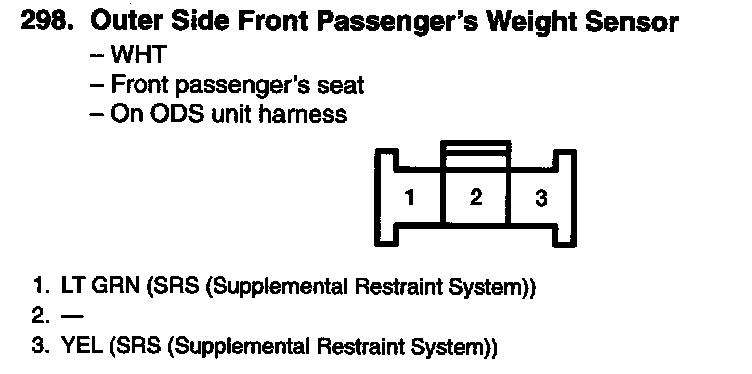 298. Outer Side Front Passenger's Weight Sensor
– WHT
– Front passenger's seat
– On ODS unit harness
1 2 3
1. LT GRN (SRS (Supplemental Restraint System))
2. —
3. YEL (SRS (Supplemental Restraint System))